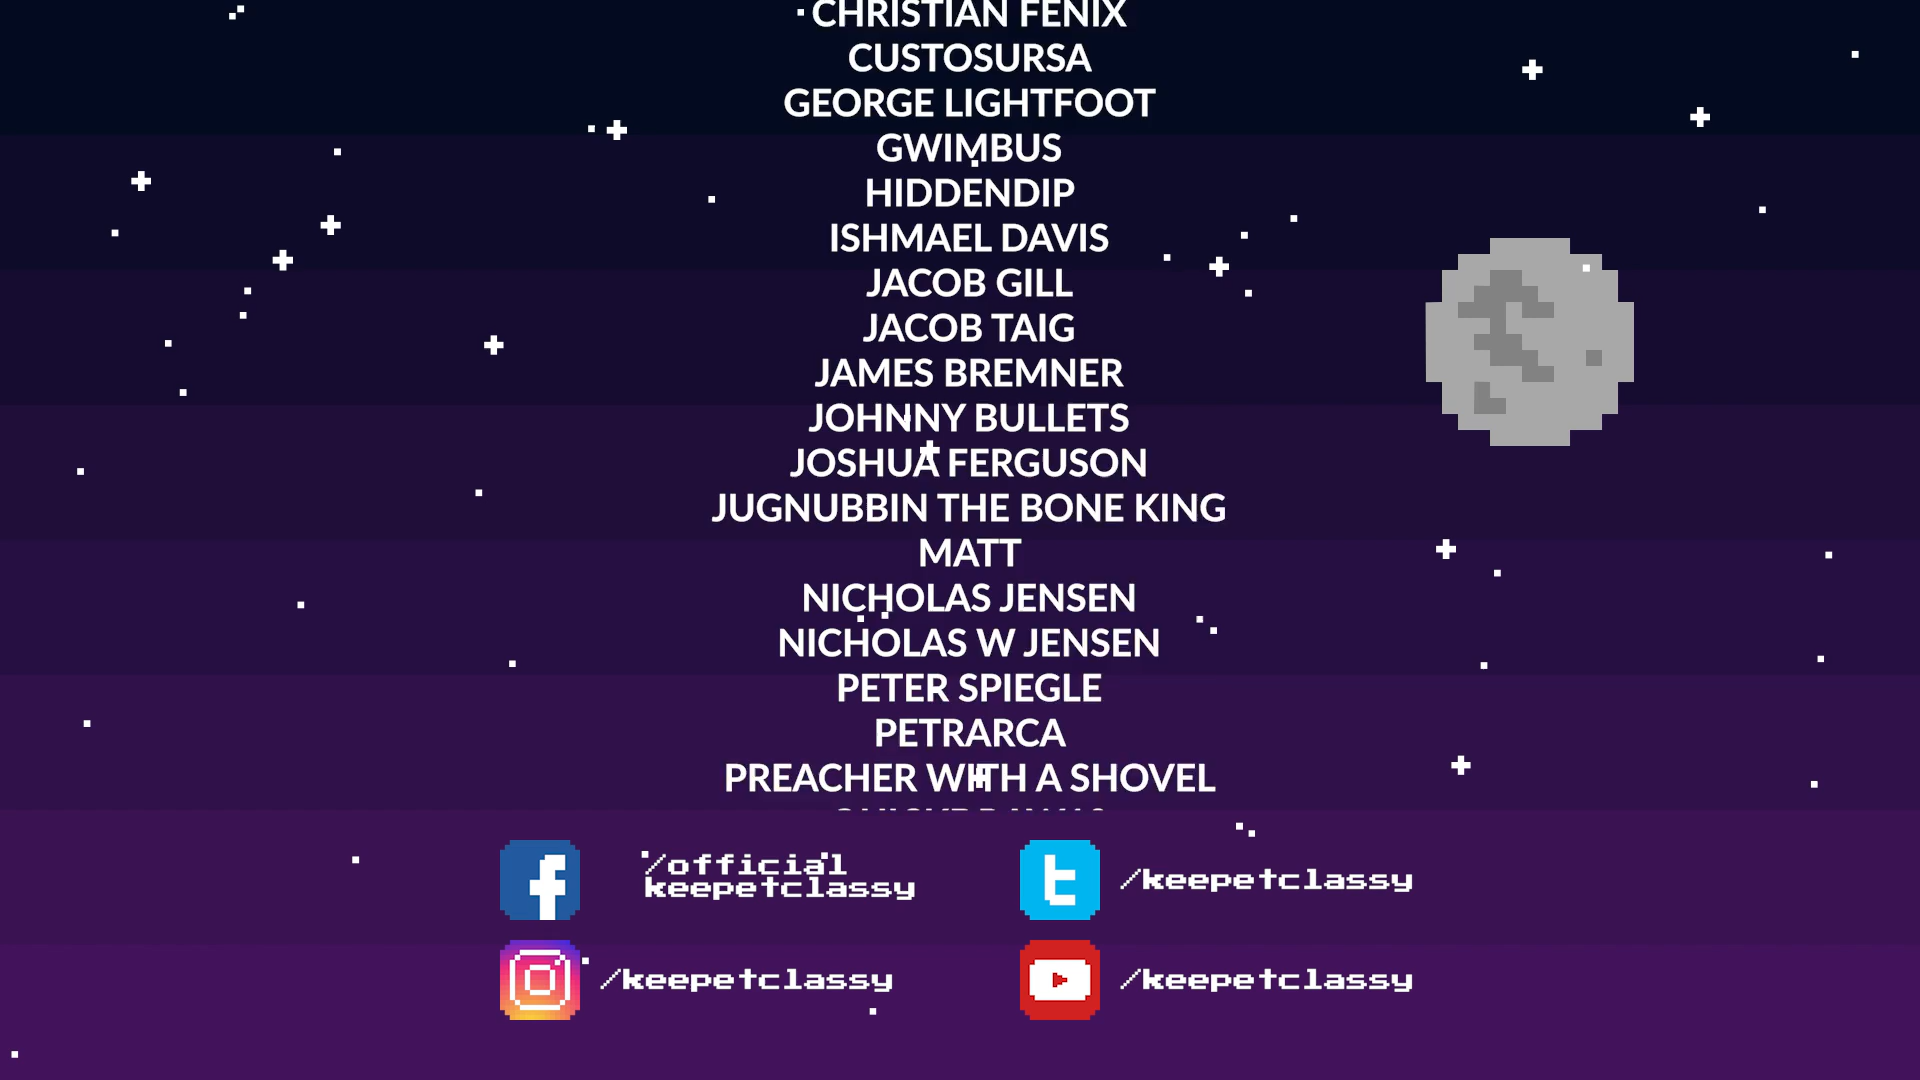 CHRISTIAN FENIX
CUSTOSURSA
GEORGE LIGHTFOOT
GWIMBUS
HIDDENDIP
ISHMAEL DAVIS
JACOB GILL
JACOB TAIG
JAMES BREMNER
JOHNNY BULLETS
JOSHUA FERGUSON
JUGNUBBIN THE BONE KING
MATT
NICHOLAS JENSEN
NICHOLAS W JENSEN
PETER SPIEGLE
PETRARCA
PREACHER WITH A SHOVEL
/official
keepetclassy
/keepetclassy
/keepetclassy
/keepetclassy